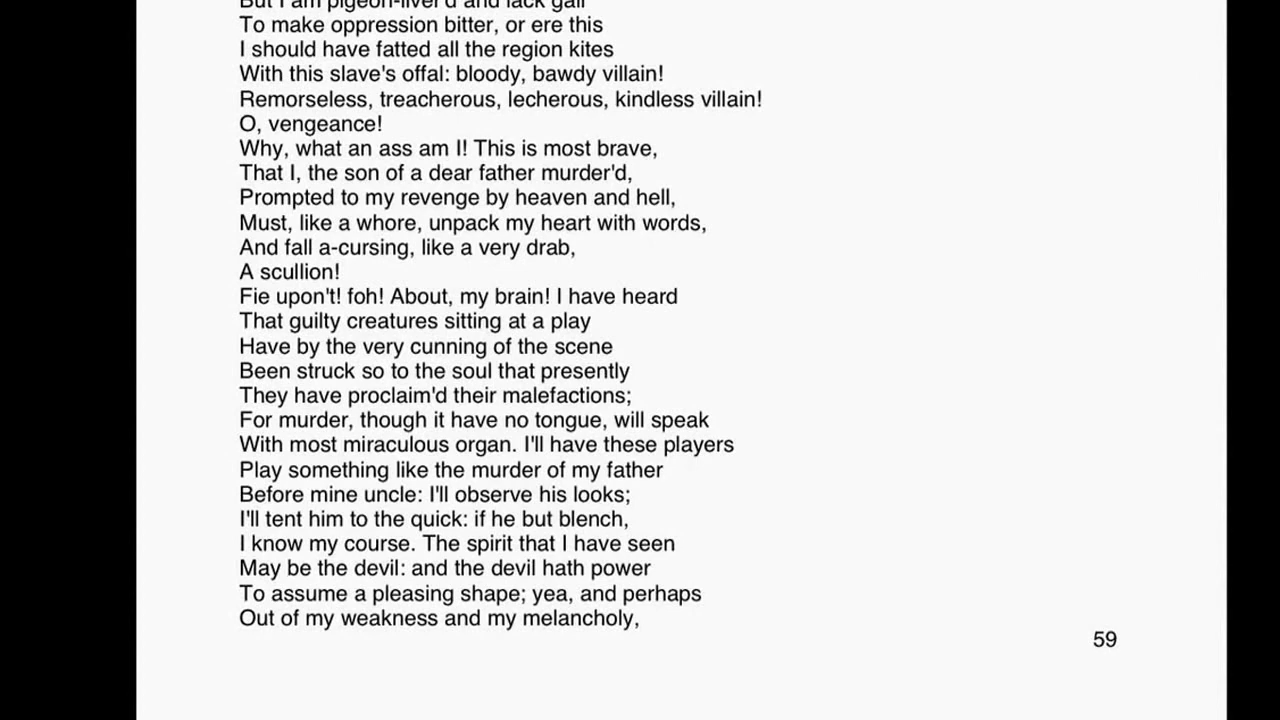 But I am pigeon-liver'd and lack gall
To make oppression bitter, or ere this
I should have fatted all the region kites
With this slave's offal: bloody, bawdy villain!
Remorseless, treacherous, lecherous, kindless villain!
O, vengeance!
Why, what an ass am I! This is most brave,
That I, the son of a dear father murder'd,
Prompted to my revenge by heaven and hell,
Must, like a whore, unpack my heart with words,
And fall a-cursing, like a very drab,
A scullion!
Fie upon't! foh! About, my brain! I have heard
That guilty creatures sitting at a play
Have by the very cunning of the scene
Been struck so to the soul that presently
They have proclaim'd their malefactions;
For murder, though it have no tongue, will speak
With most miraculous organ. I'll have these players
Play something like the murder of my father
Before mine uncle: I'll observe his looks;
I'll tent him to the quick: if he but blench,
I know my course. The spirit that I have seen
May be the devil: and the devil hath power
To assume a pleasing shape; yea, and perhaps
Out of my weakness and my melancholy,
59